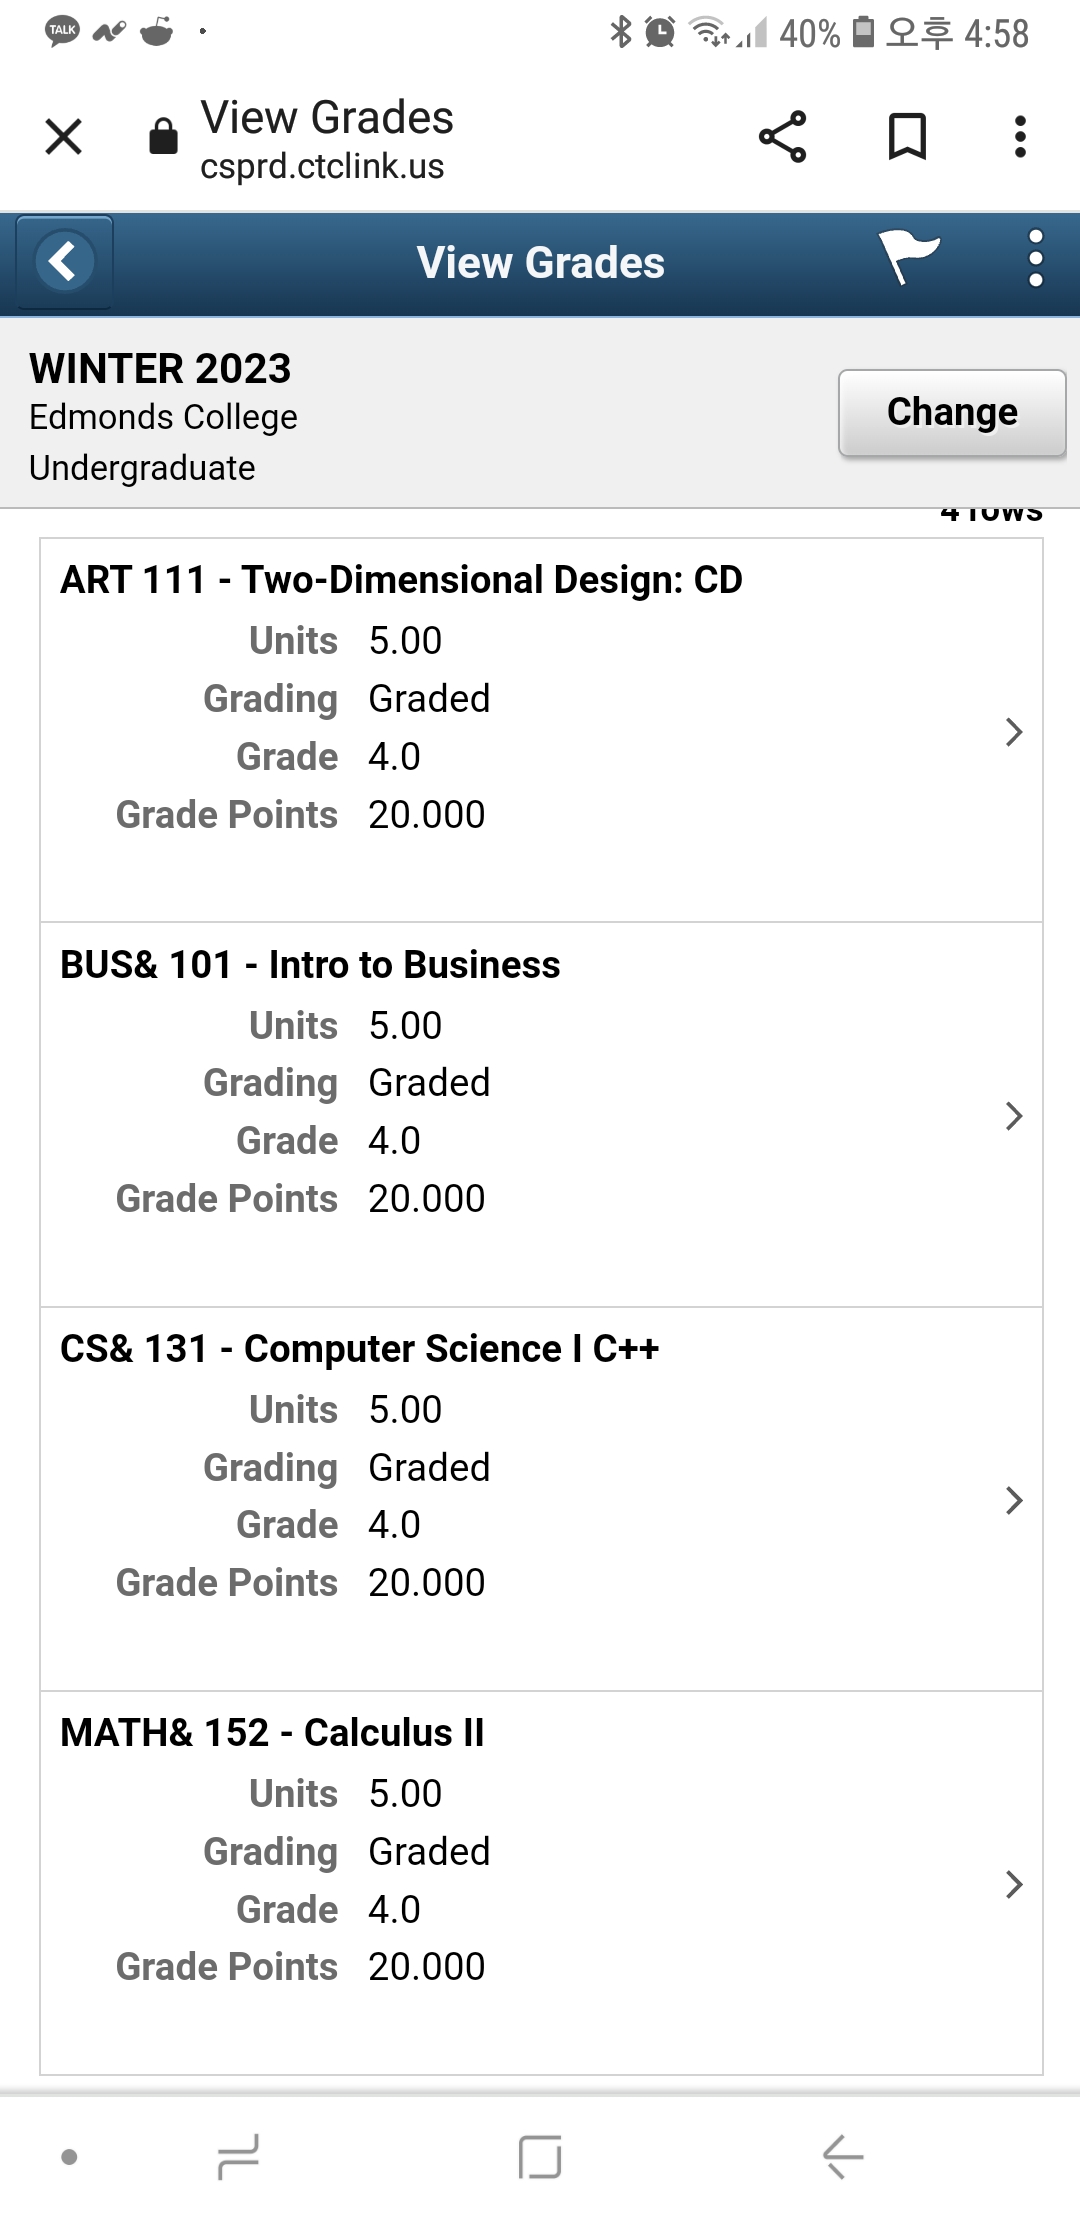 TALK 40% 오후 4:58
View Grades
csprd.ctclink.us
View Grades
WINTER 2023
Edmonds College
Undergraduate
Change
4 rows
ART 111 - Two-Dimensional Design: CD
Units 5.00
Grading Graded
Grade 4.0
Grade Points 20.000
BUS& 101 - Intro to Business
Units 5.00
Grading Graded
Grade 4.0
Grade Points 20.000
CS& 131 - Computer Science I C++
Units 5.00
Grading Graded
Grade 4.0
Grade Points 20.000
MATH& 152 - Calculus II
Units 5.00
Grading Graded
Grade 4.0
Grade Points 20.000